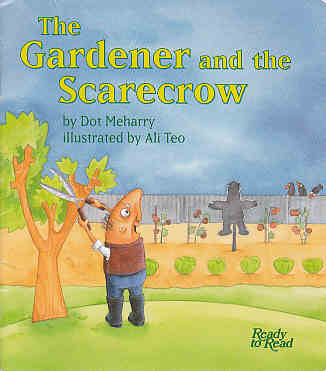 The
Gardener and the
Scarecrow
by Dot Meharry
illustrated by Ali Teo
Ready
to Read